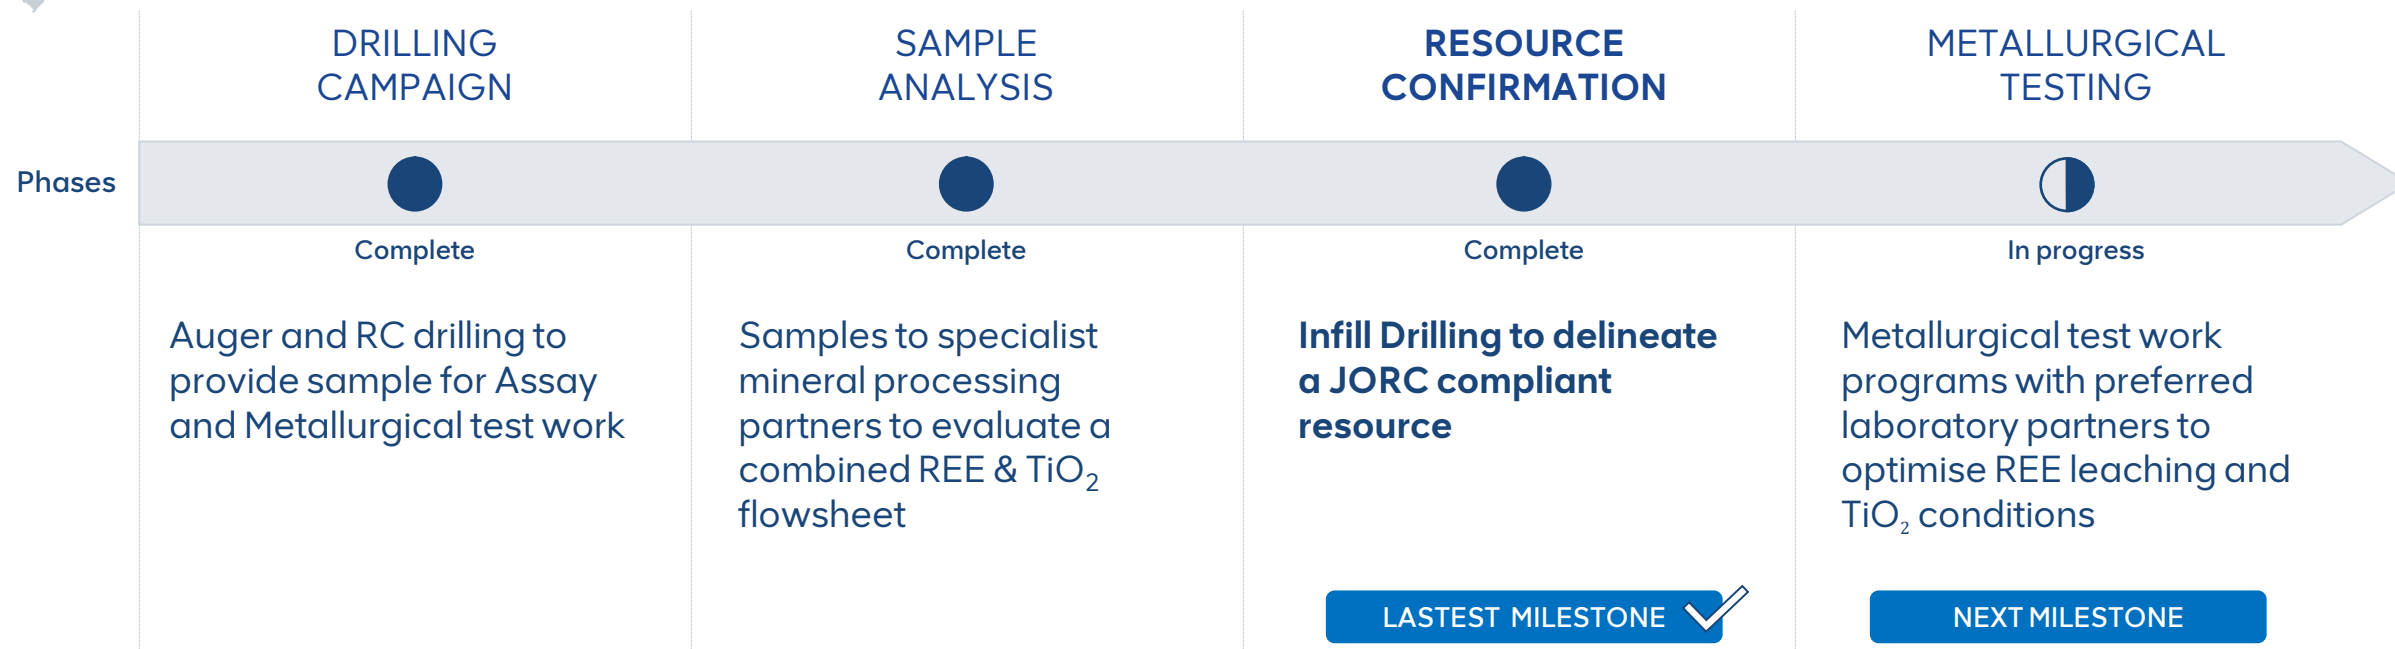 DRILLING
CAMPAIGN
SAMPLE
ANALYSIS
RESOURCE
CONFIRMATION
METALLURGICAL
TESTING
Phases
Complete
Complete
Complete
In progress
Auger and RC drilling to
provide sample for Assay
and Metallurgical test work
Samples to specialist
mineral processing
partners to evaluate a
combined REE & TiO₂
flowsheet
Infill Drilling to delineate
a JORC compliant
resource
Metallurgical test work
programs with preferred
laboratory partners to
optimise REE leaching and
TiO₂ conditions
LASTEST MILESTONE
NEXT MILESTONE